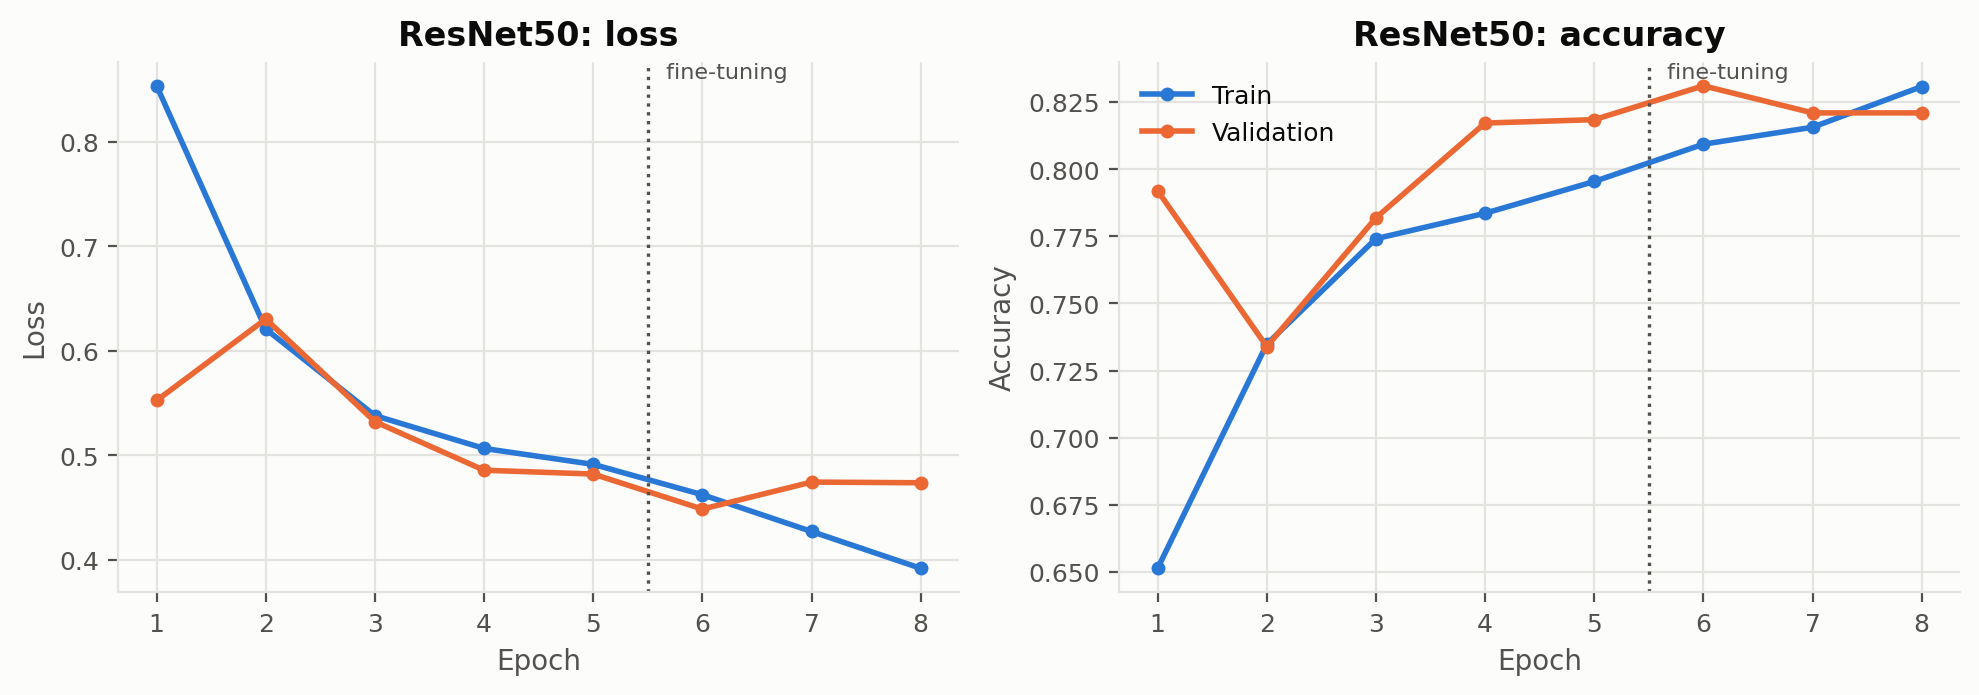 ResNet50: loss
fine-tuning
0.8
0.7
0.6
0.5
0.4
Loss
1 2 3 4 5 6 7 8
Epoch
ResNet50: accuracy
fine-tuning
Train
Validation
0.825
0.800
0.775
0.750
0.725
0.700
0.675
0.650
Accuracy
1 2 3 4 5 6 7 8
Epoch